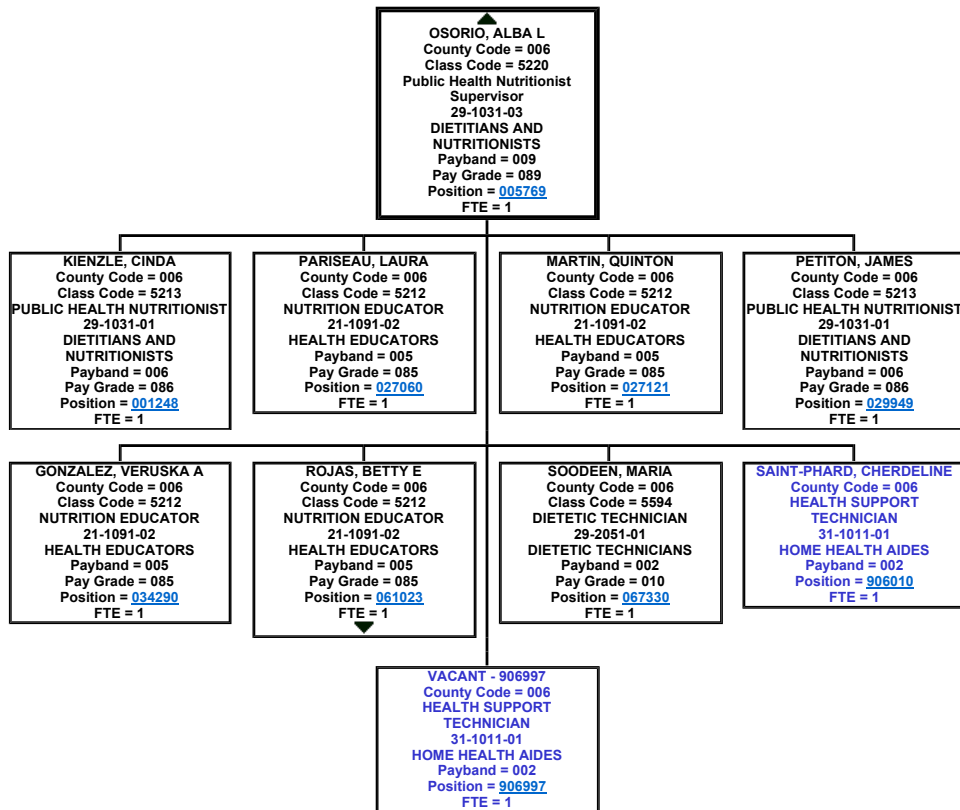 OSORIO, ALBA L
County Code = 006
Class Code = 5220
Public Health Nutritionist
Supervisor
29-1031-03
DIETITIANS AND
NUTRITIONISTS
Payband = 009
Pay Grade = 089
Position = 005769
FTE = 1
KIENZLE, CINDA
County Code = 006
Class Code = 5213
PUBLIC HEALTH NUTRITIONIST
29-1031-01
DIETITIANS AND
NUTRITIONISTS
Payband = 006
Pay Grade = 086
Position = 001248
FTE = 1
PARISEAU, LAURA
County Code = 006
Class Code = 5212
NUTRITION EDUCATOR
21-1091-02
HEALTH EDUCATORS
Payband = 005
Pay Grade = 085
Position = 027060
FTE = 1
MARTIN, QUINTON
County Code = 006
Class Code = 5212
NUTRITION EDUCATOR
21-1091-02
HEALTH EDUCATORS
Payband = 005
Pay Grade = 085
Position = 027121
FTE = 1
PETITON, JAMES
County Code = 006
Class Code = 5213
PUBLIC HEALTH NUTRITIONIST
29-1031-01
DIETITIANS AND
NUTRITIONISTS
Payband = 006
Pay Grade = 086
Position = 029949
FTE = 1
GONZALEZ, VERUSKA A
County Code = 006
Class Code = 5212
NUTRITION EDUCATOR
21-1091-02
HEALTH EDUCATORS
Payband = 005
Pay Grade = 085
Position = 034290
FTE = 1
ROJAS, BETTY E
County Code = 006
Class Code = 5212
NUTRITION EDUCATOR
21-1091-02
HEALTH EDUCATORS
Payband = 005
Pay Grade = 085
Position = 061023
FTE = 1
SOODEEN, MARIA
County Code = 006
Class Code = 5594
DIETETIC TECHNICIAN
29-2051-01
DIETETIC TECHNICIANS
Payband = 002
Pay Grade = 010
Position = 067330
FTE = 1
SAINT-PHARD, CHERDELINE
County Code = 006
HEALTH SUPPORT
TECHNICIAN
31-1011-01
HOME HEALTH AIDES
Payband = 002
Position = 906010
FTE = 1
VACANT - 906997
County Code = 006
HEALTH SUPPORT
TECHNICIAN
31-1011-01
HOME HEALTH AIDES
Payband = 002
Position = 906997
FTE = 1